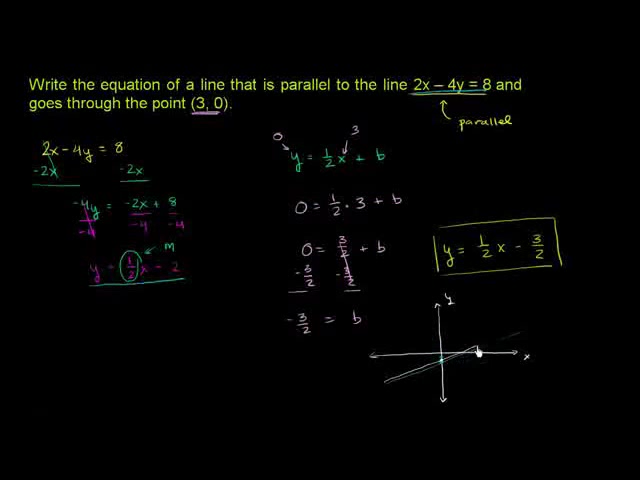 Write the equation of a line that is parallel to the line 2x – 4y = 8 and
goes through the point (3, 0).
parallel
2x - 4y = 8
-2x -2x
-4y = -2x + 8
-4 -4 -4
y = 1/2 x - 2
m
0 3
y = 1/2 x + b
0 = 1/2 · 3 + b
0 = 3/2 + b
-3/2 -3/2
-3/2 = b
y = 1/2 x - 3/2
y
x